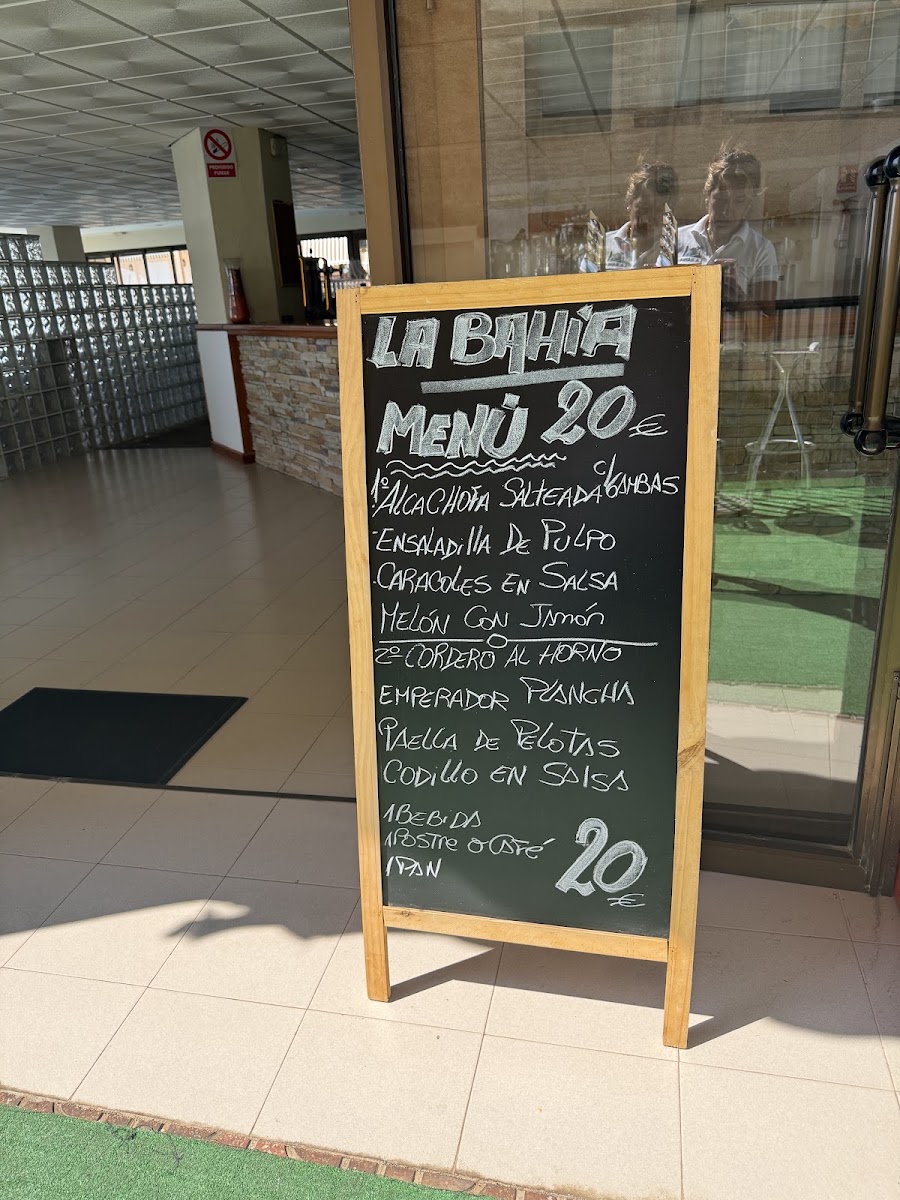 PROHIBIDO
FUMAR
LA BAHÍA
MENÚ 20€
1º ALCACHOFA SALTEADA c/GAMBAS
-ENSALADILLA DE PULPO
-CARACOLES EN SALSA
MELÓN CON JAMÓN
2º CORDERO AL HORNO
EMPERADOR PLANCHA
PAELLA DE PELOTAS
CODILLO EN SALSA
1 BEBIDA
1 POSTRE O CAFÉ
1 PAN
20€